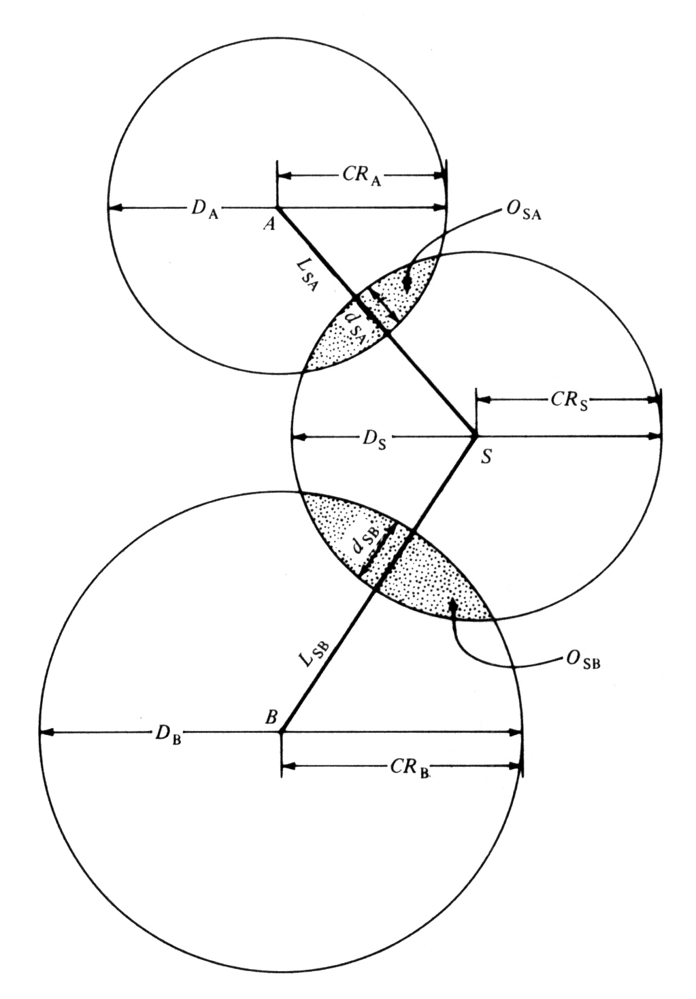 CR_A
D_A
A
O_SA
L_SA
d_SA
CR_S
D_S
S
d_SB
L_SB
O_SB
B
D_B
CR_B